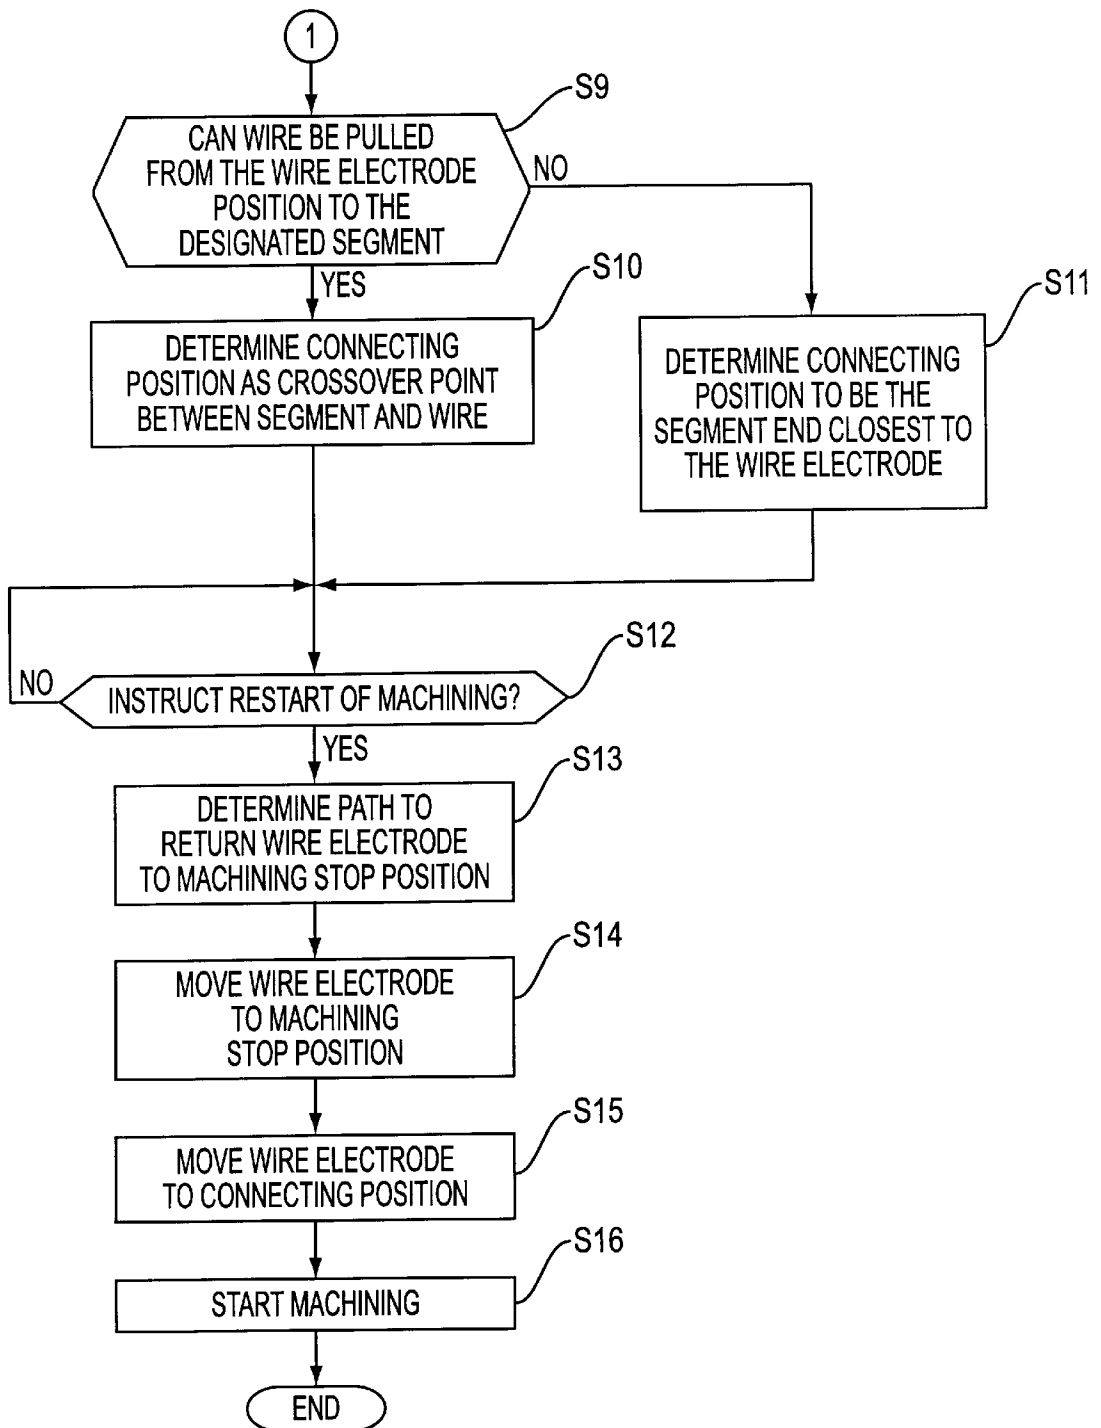 1
S9
CAN WIRE BE PULLED
FROM THE WIRE ELECTRODE
POSITION TO THE
DESIGNATED SEGMENT
NO
YES
S10
DETERMINE CONNECTING
POSITION AS CROSSOVER POINT
BETWEEN SEGMENT AND WIRE
S11
DETERMINE CONNECTING
POSITION TO BE THE
SEGMENT END CLOSEST TO
THE WIRE ELECTRODE
S12
NO
INSTRUCT RESTART OF MACHINING?
YES
S13
DETERMINE PATH TO
RETURN WIRE ELECTRODE
TO MACHINING STOP POSITION
S14
MOVE WIRE ELECTRODE
TO MACHINING
STOP POSITION
S15
MOVE WIRE ELECTRODE
TO CONNECTING POSITION
S16
START MACHINING
END